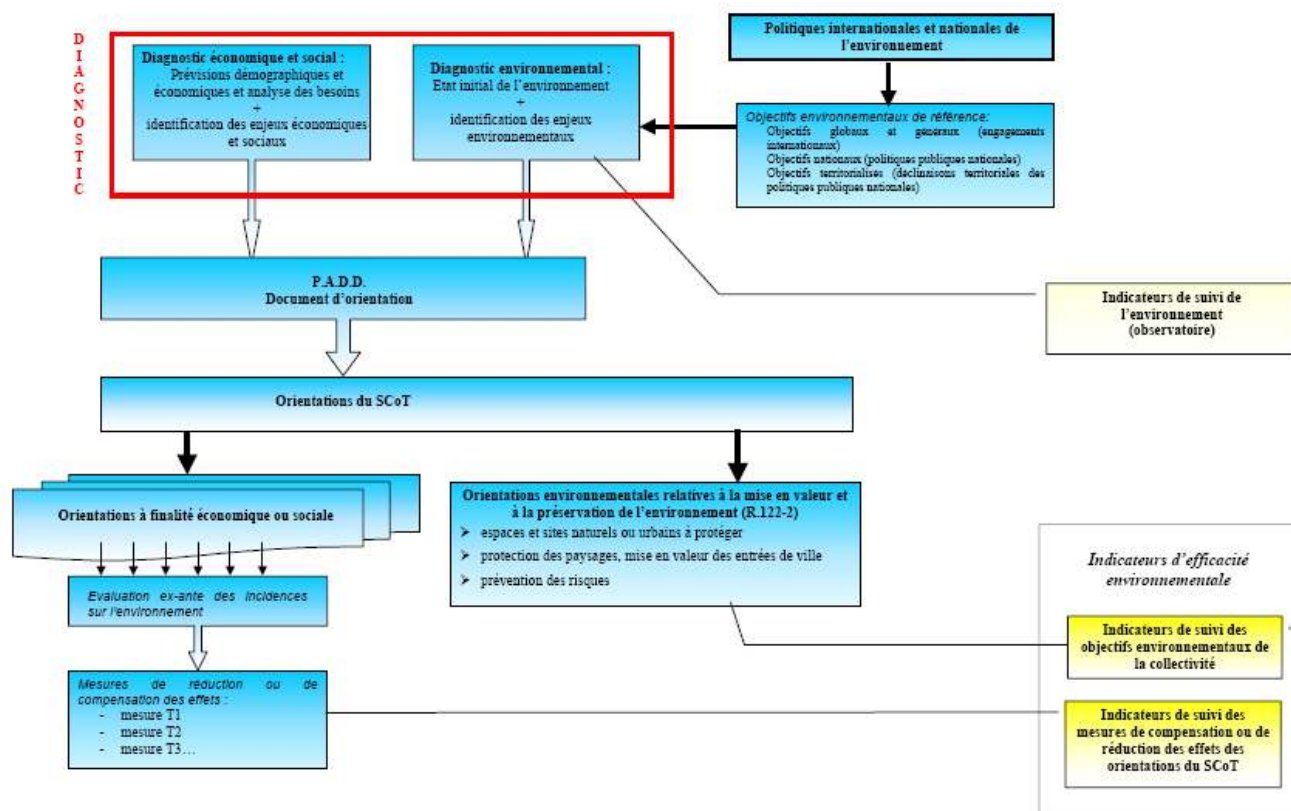 DIAGNOSTIC
Diagnostic économique et social :
Prévisions démographiques et
économiques et analyse des besoins
+
identification des enjeux économiques
et sociaux
Diagnostic environnemental :
Etat initial de l'environnement
+
identification des enjeux
environnementaux
Politiques internationales et nationales de
l'environnement
Objectifs environnementaux de référence:
Objectifs globaux et généraux (engagements
internationaux)
Objectifs nationaux (politiques publiques nationales)
Objectifs territorialisés (déclinaisons territoriales des
politiques publiques nationales)
P.A.D.D.
Document d'orientation
Indicateurs de suivi de
l'environnement
(observatoire)
Orientations du SCoT
Orientations à finalité économique ou sociale
Orientations environnementales relatives à la mise en valeur et
à la préservation de l'environnement (R.122-2)
➢ espaces et sites naturels ou urbains à protéger
➢ protection des paysages, mise en valeur des entrées de ville
➢ prévention des risques
Evaluation ex-ante des incidences
sur l'environnement
Mesures de réduction ou de
compensation des effets :
- mesure T1
- mesure T2
- mesure T3…
Indicateurs d'efficacité
environnementale
Indicateurs de suivi des
objectifs environnementaux de
la collectivité
Indicateurs de suivi des
mesures de compensation ou de
réduction des effets des
orientations du SCoT